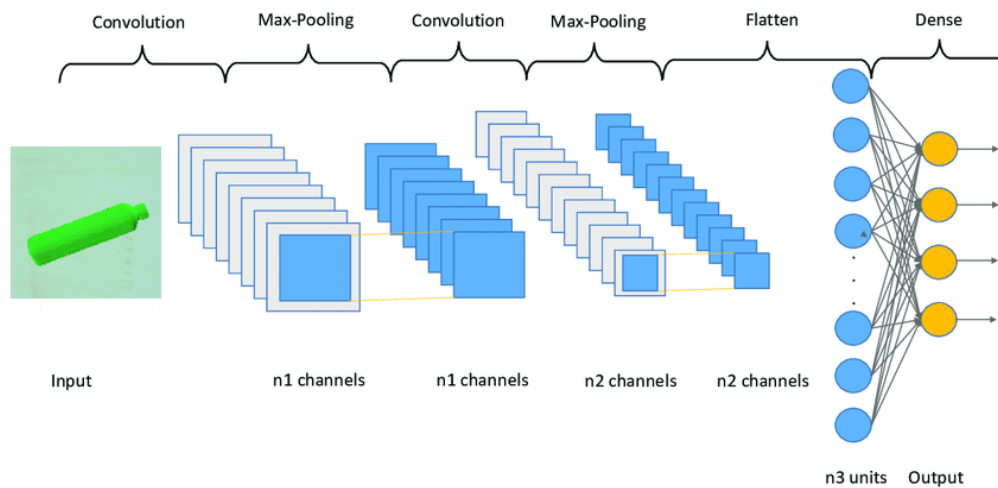 Convolution Max-Pooling Convolution Max-Pooling Flatten Dense
Input n1 channels n1 channels n2 channels n2 channels
n3 units Output